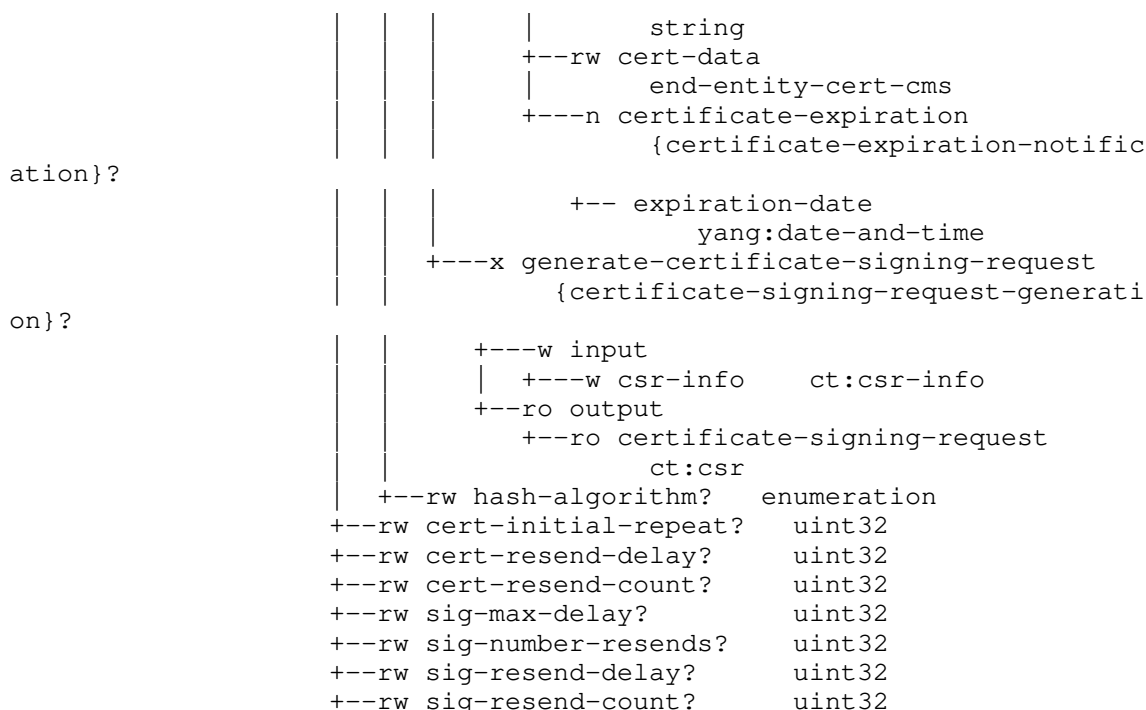 |  |  |     |       string
                           |  |  |     +--rw cert-data
                           |  |  |     |       end-entity-cert-cms
                           |  |  |     +---n certificate-expiration
                           |  |  |             {certificate-expiration-notific
ation}?
                           |  |  |        +-- expiration-date
                           |  |  |                yang:date-and-time
                           |  |  +---x generate-certificate-signing-request
                           |  |          {certificate-signing-request-generati
on}?
                           |  |     +---w input
                           |  |     |  +---w csr-info    ct:csr-info
                           |  |     +--ro output
                           |  |        +--ro certificate-signing-request
                           |  |                ct:csr
                           |  +--rw hash-algorithm?   enumeration
                           +--rw cert-initial-repeat?   uint32
                           +--rw cert-resend-delay?     uint32
                           +--rw cert-resend-count?     uint32
                           +--rw sig-max-delay?         uint32
                           +--rw sig-number-resends?    uint32
                           +--rw sig-resend-delay?      uint32
                           +--rw sig-resend-count?      uint32